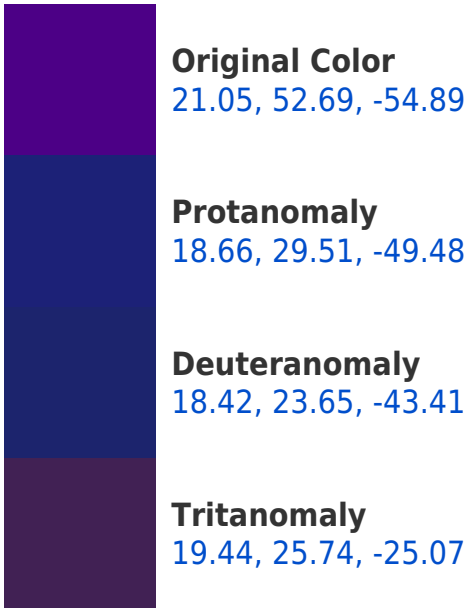 Original Color
21.05, 52.69, -54.89
Protanomaly
18.66, 29.51, -49.48
Deuteranomaly
18.42, 23.65, -43.41
Tritanomaly
19.44, 25.74, -25.07